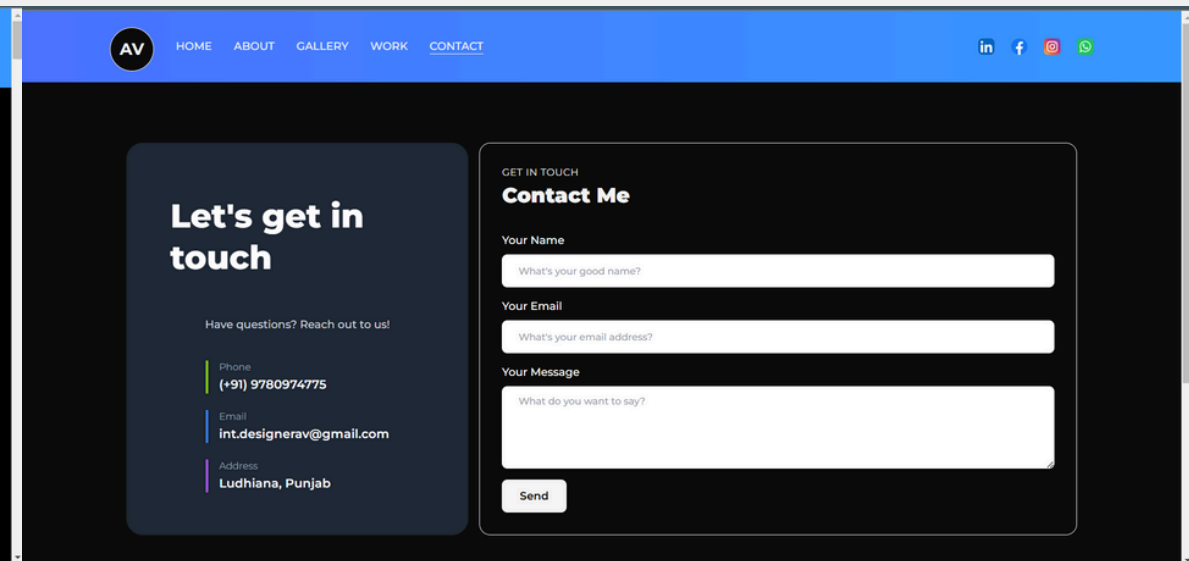 AV
HOME ABOUT GALLERY WORK CONTACT
Let's get in
touch
Have questions? Reach out to us!
Phone
(+91) 9780974775
Email
int.designerav@gmail.com
Address
Ludhiana, Punjab
GET IN TOUCH
Contact Me
Your Name
What's your good name?
Your Email
What's your email address?
Your Message
What do you want to say?
Send